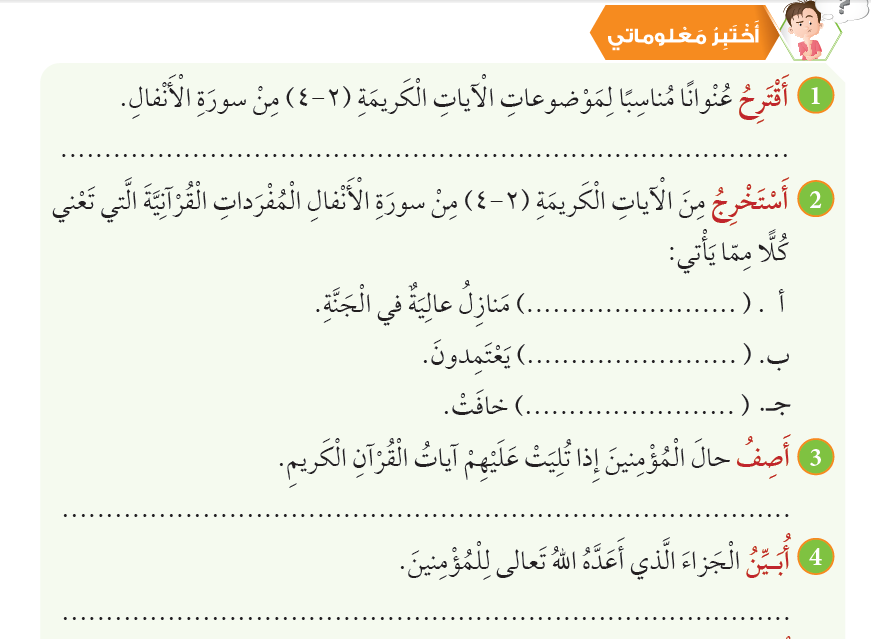 أَخْتَبِرُ مَعْلوماتي
1 أَقْتَرِحُ عُنْوانًا مُناسِبًا لِمَوْضوعاتِ الْآياتِ الْكَريمَةِ (٢-٤) مِنْ سورَةِ الْأَنْفالِ.
................................................................................
2 أَسْتَخْرِجُ مِنَ الْآياتِ الْكَريمَةِ (٢-٤) مِنْ سورَةِ الْأَنْفالِ الْمُفْرَداتِ الْقُرْآنِيَّةَ الَّتي تَعْني
كُلًّا مِمّا يَأْتي:
أ . (........................) مَنازِلُ عالِيَةٌ في الْجَنَّةِ.
ب. (........................) يَعْتَمِدونَ.
جـ. (........................) خافَتْ.
3 أَصِفُ حالَ الْمُؤْمِنينَ إِذا تُلِيَتْ عَلَيْهِمْ آياتُ الْقُرْآنِ الْكَريمِ.
................................................................................
4 أُبَيِّنُ الْجَزاءَ الَّذي أَعَدَّهُ اللهُ تَعالى لِلْمُؤْمِنينَ.
................................................................................